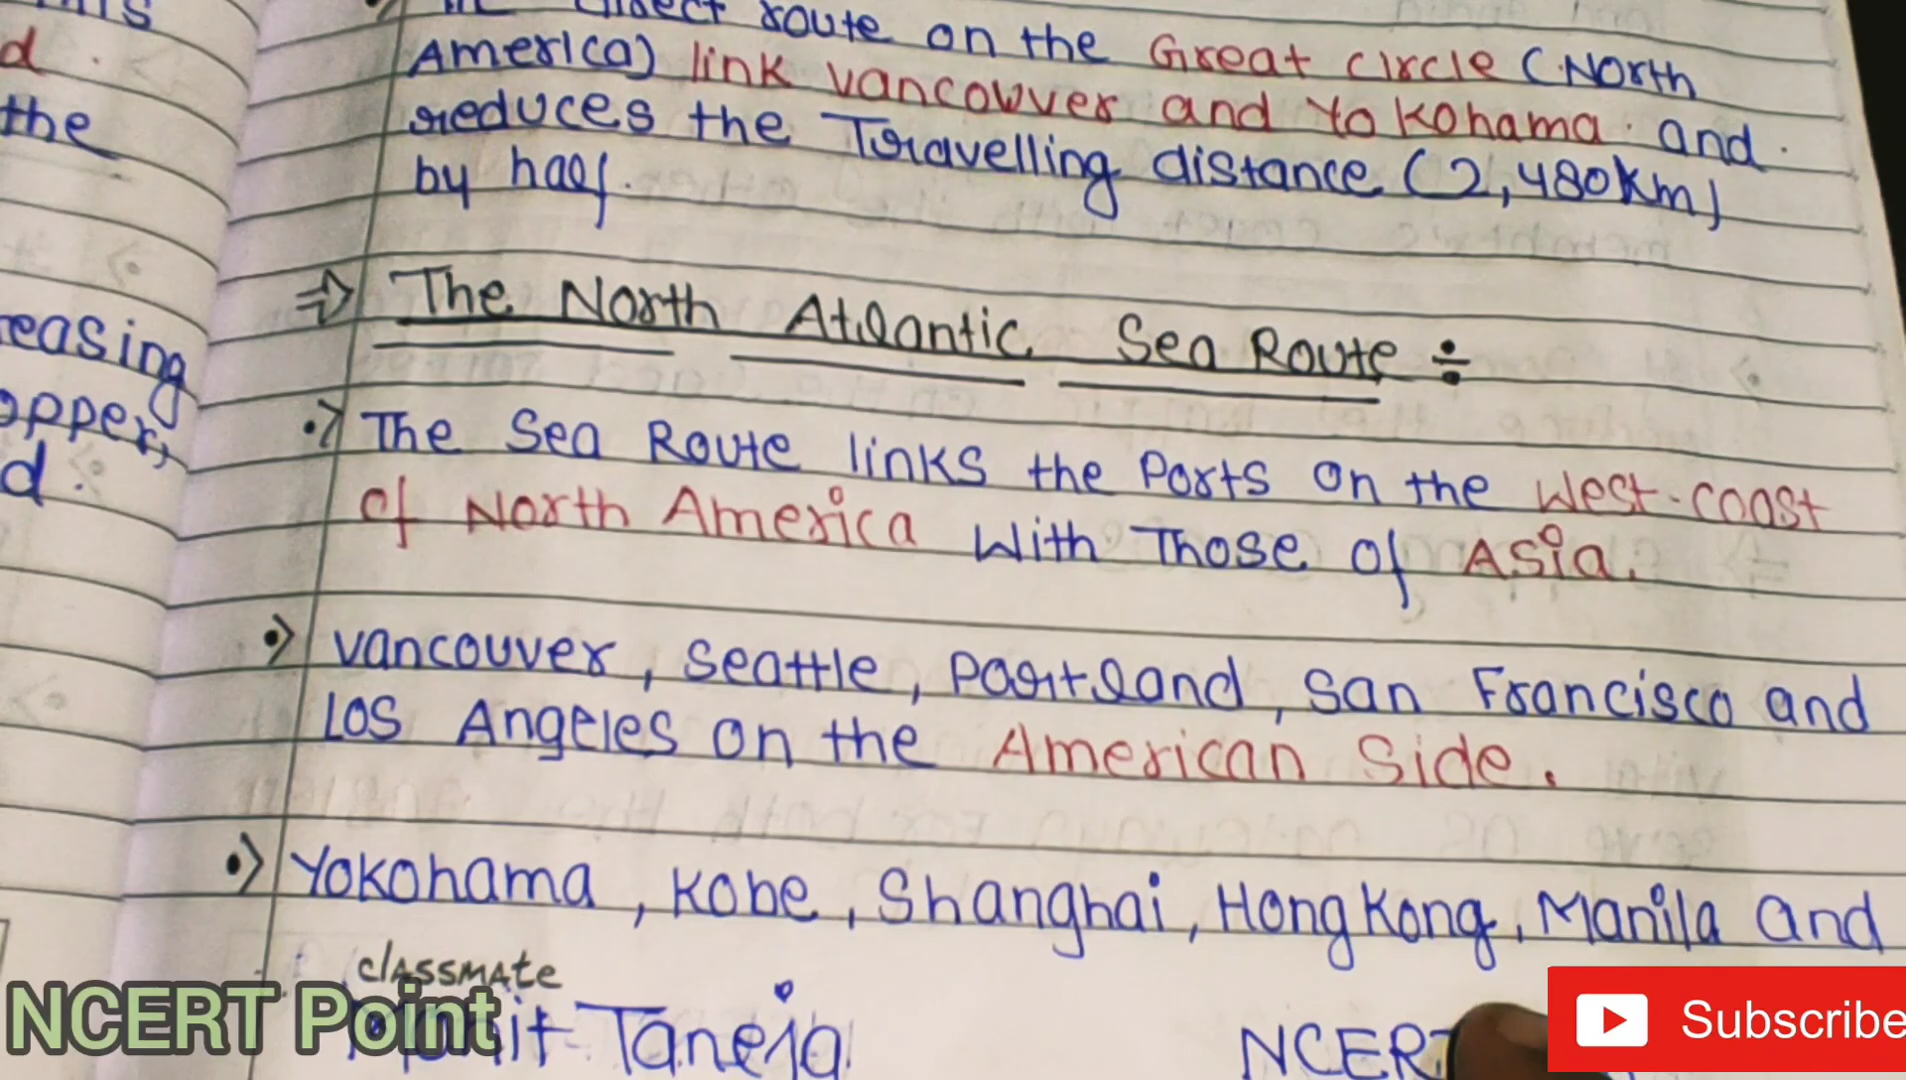 direct route on the Great circle (North
America) link vancouver and Yokohama and
reduces the Travelling distance (2,480km)
by half.
⇒ The North Atlantic Sea Route ÷
The Sea Route links the Ports on the West-coast
of North America With Those of Asia.
vancouver, seattle, Portland, san Francisco and
Los Angeles on the American Side.
Yokohama, Kobe, Shanghai, Hong Kong, Manila and
classmate
Taneja
NCERT
d.
the
easing
opper,
d.
NCERT Point
Subscribe